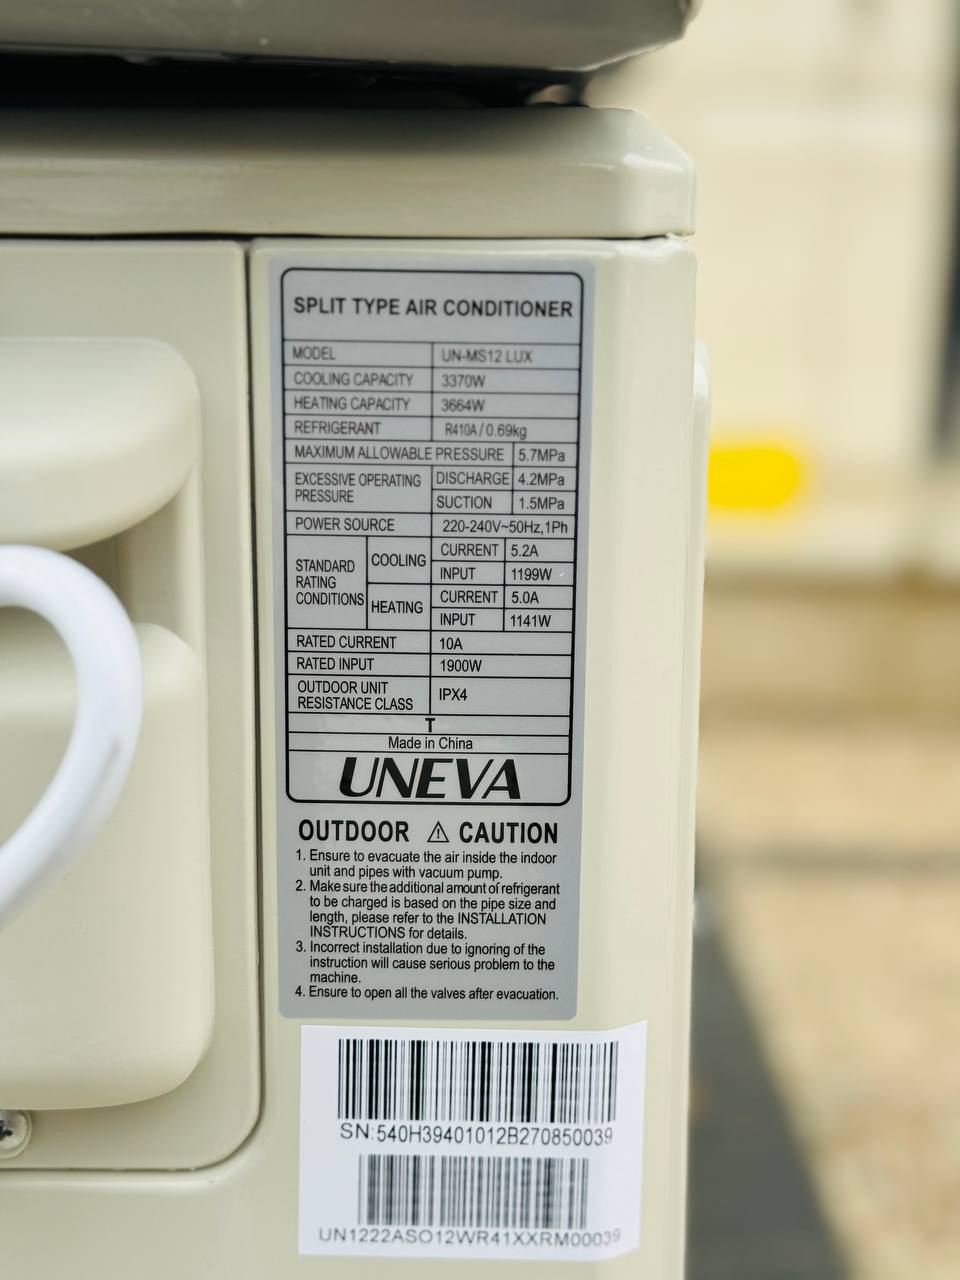 SPLIT TYPE AIR CONDITIONER
MODEL UN-MS12 LUX
COOLING CAPACITY 3370W
HEATING CAPACITY 3664W
REFRIGERANT R410A / 0.69kg
MAXIMUM ALLOWABLE PRESSURE 5.7MPa
EXCESSIVE OPERATING PRESSURE DISCHARGE 4.2MPa
SUCTION 1.5MPa
POWER SOURCE 220-240V~50Hz,1Ph
STANDARD RATING CONDITIONS COOLING CURRENT 5.2A
INPUT 1199W
HEATING CURRENT 5.0A
INPUT 1141W
RATED CURRENT 10A
RATED INPUT 1900W
OUTDOOR UNIT RESISTANCE CLASS IPX4
T
Made in China
UNEVA
OUTDOOR ⚠ CAUTION
1. Ensure to evacuate the air inside the indoor
unit and pipes with vacuum pump.
2. Make sure the additional amount of refrigerant
to be charged is based on the pipe size and
length, please refer to the INSTALLATION
INSTRUCTIONS for details.
3. Incorrect installation due to ignoring of the
instruction will cause serious problem to the
machine.
4. Ensure to open all the valves after evacuation.
SN:540H39401012B270850039
UN1222ASO12WR41XXRM00039